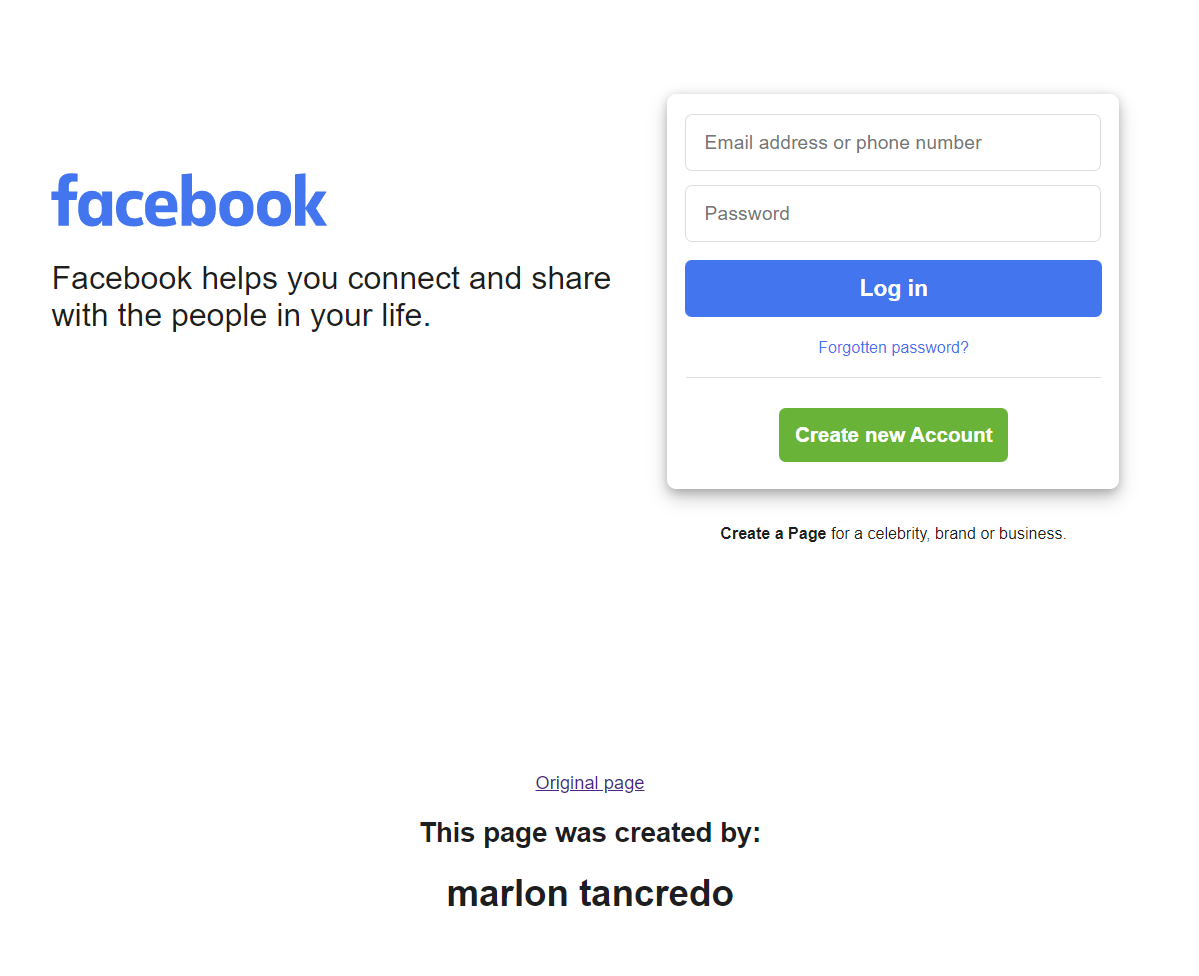 facebook
Facebook helps you connect and share
with the people in your life.
Email address or phone number
Password
Log in
Forgotten password?
Create new Account
Create a Page for a celebrity, brand or business.
Original page
This page was created by:
marlon tancredo